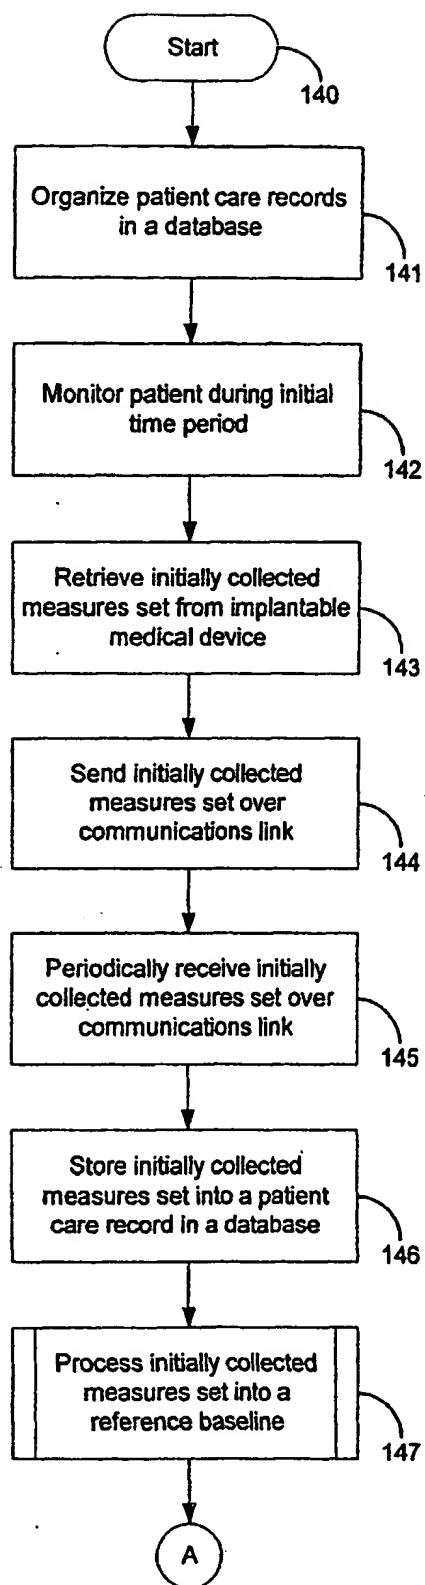 Start
140
Organize patient care records
in a database
141
Monitor patient during initial
time period
142
Retrieve initially collected
measures set from implantable
medical device
143
Send initially collected
measures set over
communications link
144
Periodically receive initially
collected measures set over
communications link
145
Store initially collected
measures set into a patient
care record in a database
146
Process initially collected
measures set into a
reference baseline
147
A